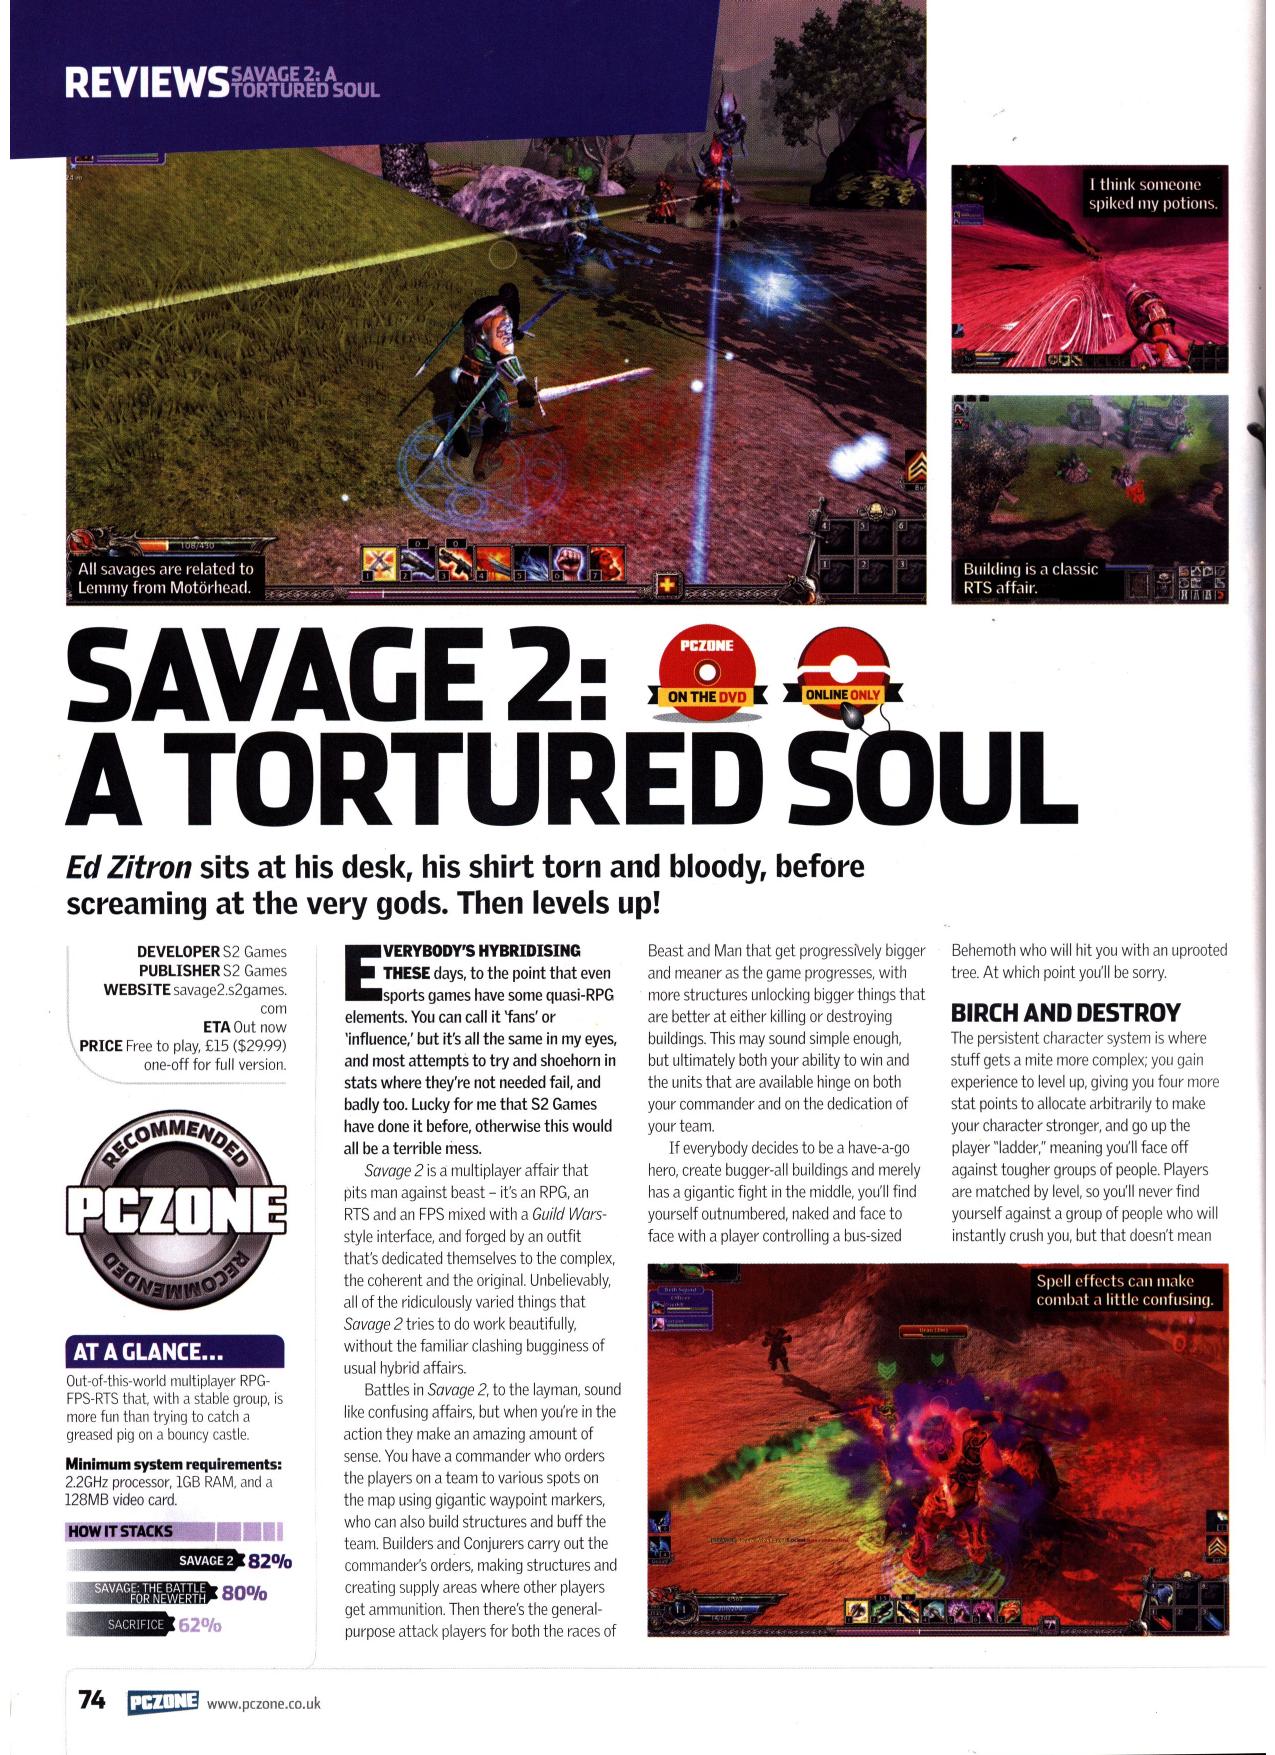 REVIEWS SAVAGE 2: A
TORTURED SOUL
24 m
I think someone
spiked my potions.
108/430
All savages are related to
Lemmy from Motörhead.
Building is a classic
RTS affair.
SAVAGE 2:
A TORTURED SOUL
PCZONE
ON THE DVD
ONLINE ONLY
Ed Zitron sits at his desk, his shirt torn and bloody, before
screaming at the very gods. Then levels up!
DEVELOPER S2 Games
PUBLISHER S2 Games
WEBSITE savage2.s2games.
com
ETA Out now
PRICE Free to play, £15 ($29.99)
one-off for full version.
RECOMMENDED
PCZONE
RECOMMENDED
AT A GLANCE...
Out-of-this-world multiplayer RPG-
FPS-RTS that, with a stable group, is
more fun than trying to catch a
greased pig on a bouncy castle.
Minimum system requirements:
2.2GHz processor, 1GB RAM, and a
128MB video card.
HOW IT STACKS
SAVAGE 2 82%
SAVAGE: THE BATTLE
FOR NEWERTH 80%
SACRIFICE 62%
EVERYBODY'S HYBRIDISING
THESE days, to the point that even
sports games have some quasi-RPG
elements. You can call it 'fans' or
'influence,' but it's all the same in my eyes,
and most attempts to try and shoehorn in
stats where they're not needed fail, and
badly too. Lucky for me that S2 Games
have done it before, otherwise this would
all be a terrible mess.
Savage 2 is a multiplayer affair that
pits man against beast – it's an RPG, an
RTS and an FPS mixed with a Guild Wars-
style interface, and forged by an outfit
that's dedicated themselves to the complex,
the coherent and the original. Unbelievably,
all of the ridiculously varied things that
Savage 2 tries to do work beautifully,
without the familiar clashing bugginess of
usual hybrid affairs.
Battles in Savage 2, to the layman, sound
like confusing affairs, but when you're in the
action they make an amazing amount of
sense. You have a commander who orders
the players on a team to various spots on
the map using gigantic waypoint markers,
who can also build structures and buff the
team. Builders and Conjurers carry out the
commander's orders, making structures and
creating supply areas where other players
get ammunition. Then there's the general-
purpose attack players for both the races of
Beast and Man that get progressively bigger
and meaner as the game progresses, with
more structures unlocking bigger things that
are better at either killing or destroying
buildings. This may sound simple enough,
but ultimately both your ability to win and
the units that are available hinge on both
your commander and on the dedication of
your team.
If everybody decides to be a have-a-go
hero, create bugger-all buildings and merely
has a gigantic fight in the middle, you'll find
yourself outnumbered, naked and face to
face with a player controlling a bus-sized
Behemoth who will hit you with an uprooted
tree. At which point you'll be sorry.
BIRCH AND DESTROY
The persistent character system is where
stuff gets a mite more complex; you gain
experience to level up, giving you four more
stat points to allocate arbitrarily to make
your character stronger, and go up the
player "ladder," meaning you'll face off
against tougher groups of people. Players
are matched by level, so you'll never find
yourself against a group of people who will
instantly crush you, but that doesn't mean
Spell effects can make
combat a little confusing.
74 PCZONE www.pczone.co.uk